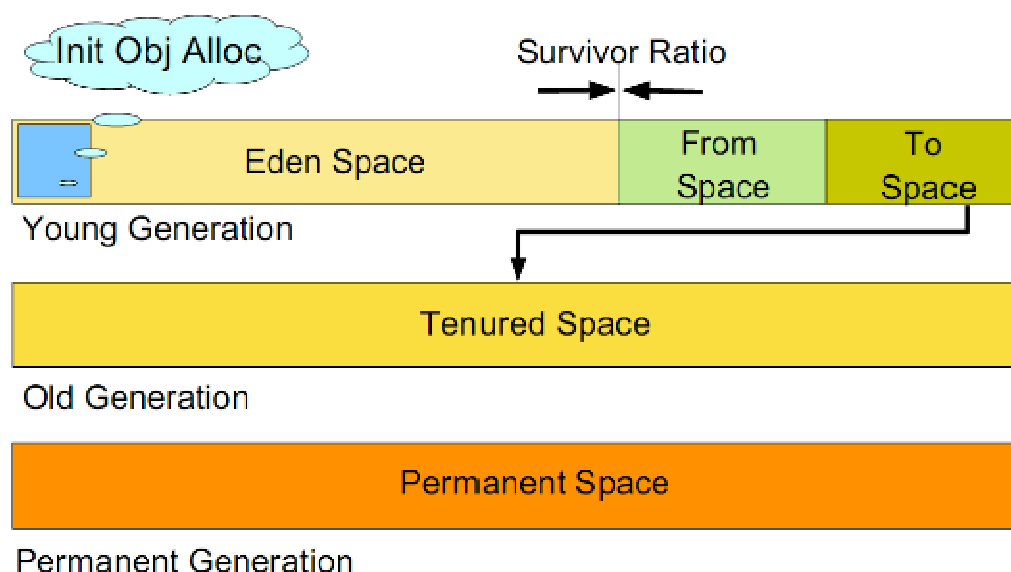 Init Obj Alloc
Survivor Ratio
Eden Space
From
Space
To
Space
Young Generation
Tenured Space
Old Generation
Permanent Space
Permanent Generation